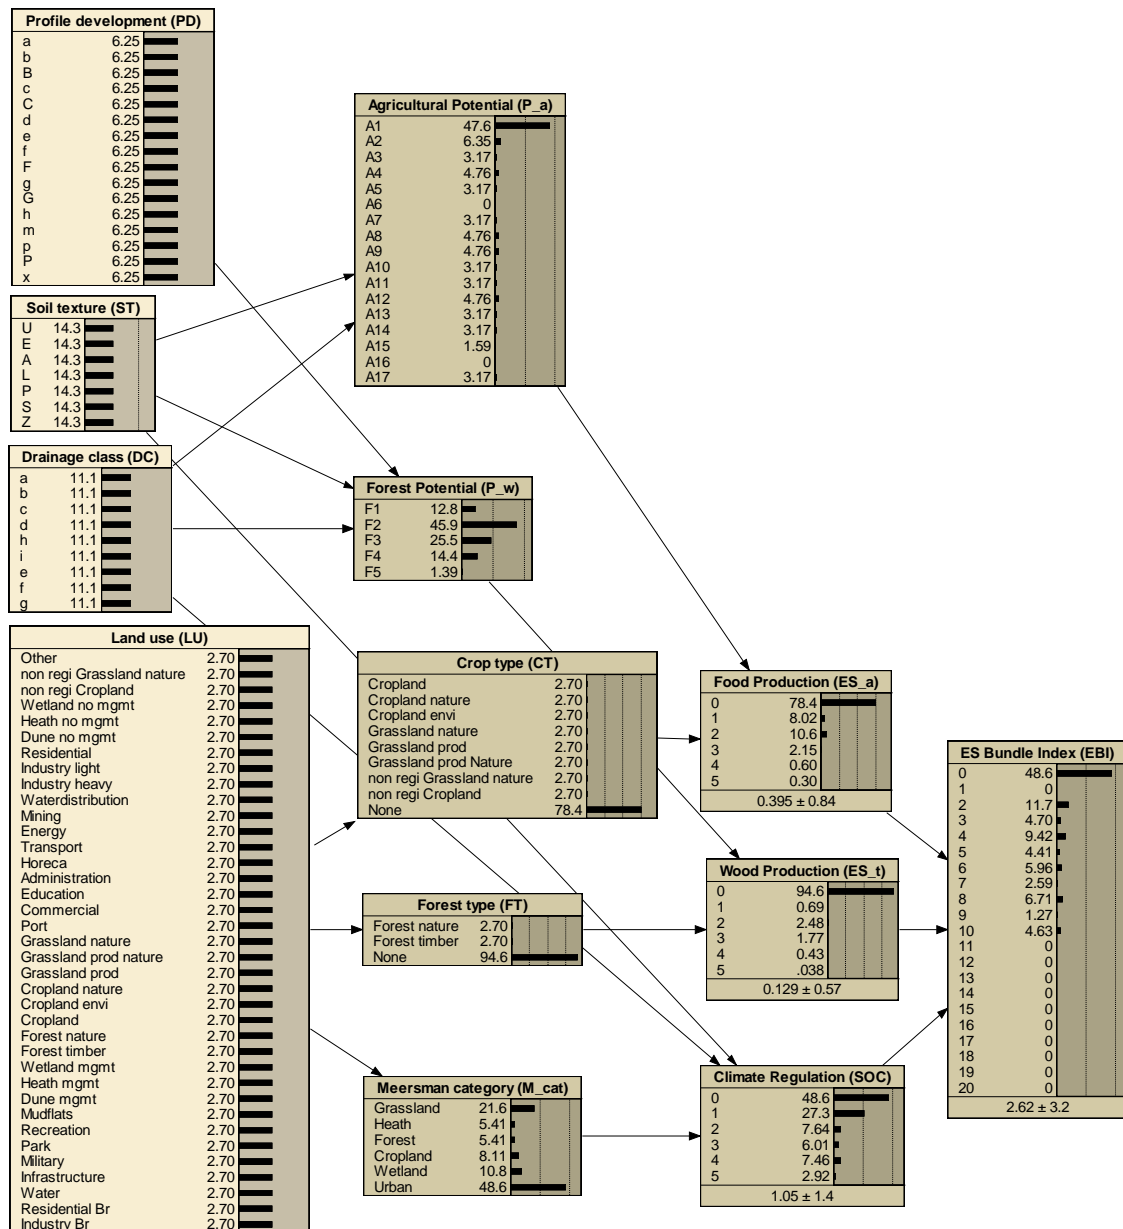 Profile development (PD)
a 6.25
b 6.25
B 6.25
c 6.25
C 6.25
d 6.25
e 6.25
f 6.25
F 6.25
g 6.25
G 6.25
h 6.25
m 6.25
p 6.25
P 6.25
x 6.25
Soil texture (ST)
U 14.3
E 14.3
A 14.3
L 14.3
P 14.3
S 14.3
Z 14.3
Drainage class (DC)
a 11.1
b 11.1
c 11.1
d 11.1
h 11.1
i 11.1
e 11.1
f 11.1
g 11.1
Land use (LU)
Other 2.70
non regi Grassland nature 2.70
non regi Cropland 2.70
Wetland no mgmt 2.70
Heath no mgmt 2.70
Dune no mgmt 2.70
Residential 2.70
Industry light 2.70
Industry heavy 2.70
Waterdistribution 2.70
Mining 2.70
Energy 2.70
Transport 2.70
Horeca 2.70
Administration 2.70
Education 2.70
Commercial 2.70
Port 2.70
Grassland nature 2.70
Grassland prod nature 2.70
Grassland prod 2.70
Cropland nature 2.70
Cropland envi 2.70
Cropland 2.70
Forest nature 2.70
Forest timber 2.70
Wetland mgmt 2.70
Heath mgmt 2.70
Dune mgmt 2.70
Mudflats 2.70
Recreation 2.70
Park 2.70
Military 2.70
Infrastructure 2.70
Water 2.70
Residential Br 2.70
Industry Br 2.70
Agricultural Potential (P_a)
A1 47.6
A2 6.35
A3 3.17
A4 4.76
A5 3.17
A6 0
A7 3.17
A8 4.76
A9 4.76
A10 3.17
A11 3.17
A12 4.76
A13 3.17
A14 3.17
A15 1.59
A16 0
A17 3.17
Forest Potential (P_w)
F1 12.8
F2 45.9
F3 25.5
F4 14.4
F5 1.39
Crop type (CT)
Cropland 2.70
Cropland nature 2.70
Cropland envi 2.70
Grassland nature 2.70
Grassland prod 2.70
Grassland prod Nature 2.70
non regi Grassland nature 2.70
non regi Cropland 2.70
None 78.4
Forest type (FT)
Forest nature 2.70
Forest timber 2.70
None 94.6
Meersman category (M_cat)
Grassland 21.6
Heath 5.41
Forest 5.41
Cropland 8.11
Wetland 10.8
Urban 48.6
Food Production (ES_a)
0 78.4
1 8.02
2 10.6
3 2.15
4 0.60
5 0.30
0.395 ± 0.84
Wood Production (ES_t)
0 94.6
1 0.69
2 2.48
3 1.77
4 0.43
5 .038
0.129 ± 0.57
Climate Regulation (SOC)
0 48.6
1 27.3
2 7.64
3 6.01
4 7.46
5 2.92
1.05 ± 1.4
ES Bundle Index (EBI)
0 48.6
1 0
2 11.7
3 4.70
4 9.42
5 4.41
6 5.96
7 2.59
8 6.71
9 1.27
10 4.63
11 0
12 0
13 0
14 0
15 0
16 0
17 0
18 0
19 0
20 0
2.62 ± 3.2